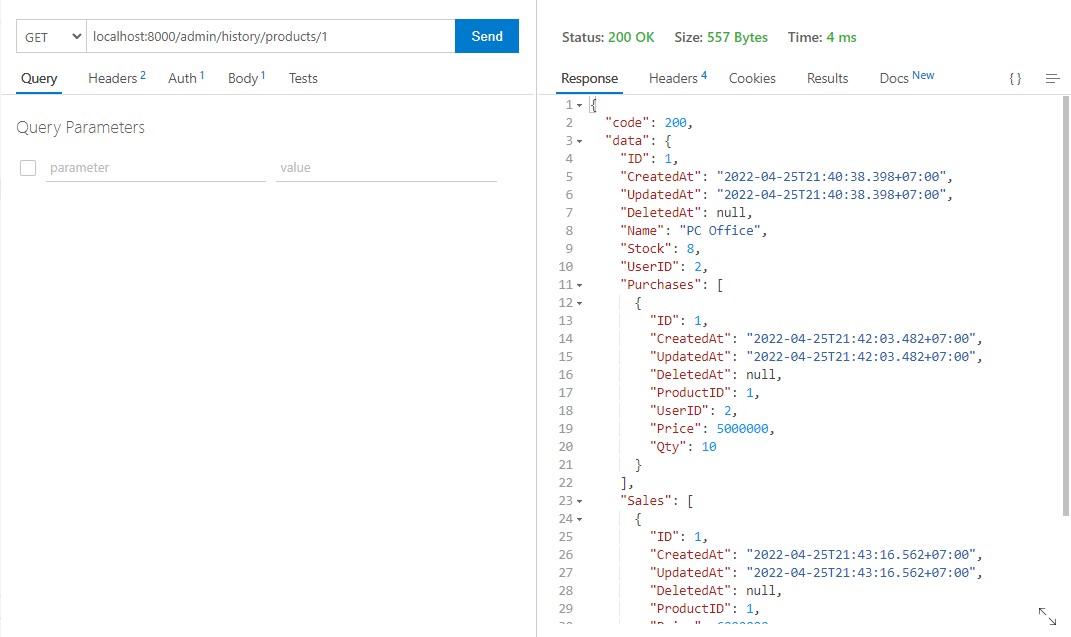 GET localhost:8000/admin/history/products/1 Send
Query Headers 2 Auth 1 Body 1 Tests
Query Parameters
parameter value
Status: 200 OK Size: 557 Bytes Time: 4 ms
Response Headers 4 Cookies Results Docs New {}
1 {
2 "code": 200,
3 "data": {
4 "ID": 1,
5 "CreatedAt": "2022-04-25T21:40:38.398+07:00",
6 "UpdatedAt": "2022-04-25T21:40:38.398+07:00",
7 "DeletedAt": null,
8 "Name": "PC Office",
9 "Stock": 8,
10 "UserID": 2,
11 "Purchases": [
12 {
13 "ID": 1,
14 "CreatedAt": "2022-04-25T21:42:03.482+07:00",
15 "UpdatedAt": "2022-04-25T21:42:03.482+07:00",
16 "DeletedAt": null,
17 "ProductID": 1,
18 "UserID": 2,
19 "Price": 5000000,
20 "Qty": 10
21 }
22 ],
23 "Sales": [
24 {
25 "ID": 1,
26 "CreatedAt": "2022-04-25T21:43:16.562+07:00",
27 "UpdatedAt": "2022-04-25T21:43:16.562+07:00",
28 "DeletedAt": null,
29 "ProductID": 1,